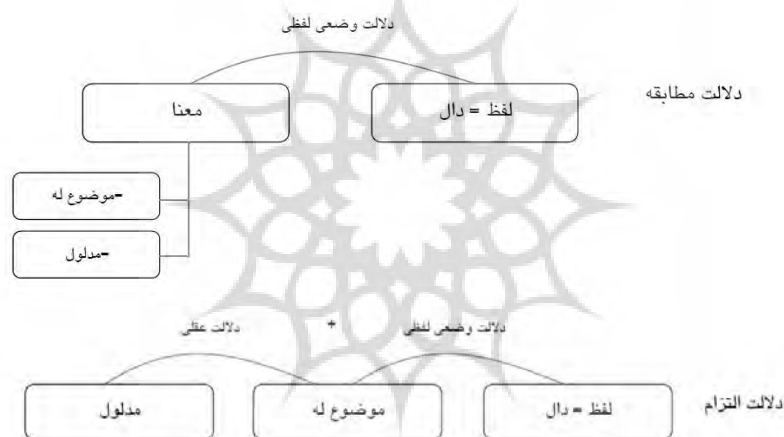 دلالت وضعی لفظی
دلالت مطابقه
لفظ = دال
معنا
-موضوع له
-مدلول
دلالت وضعی لفظی + دلالت عقلی
دلالت التزام
لفظ = دال
موضوع له
مدلول